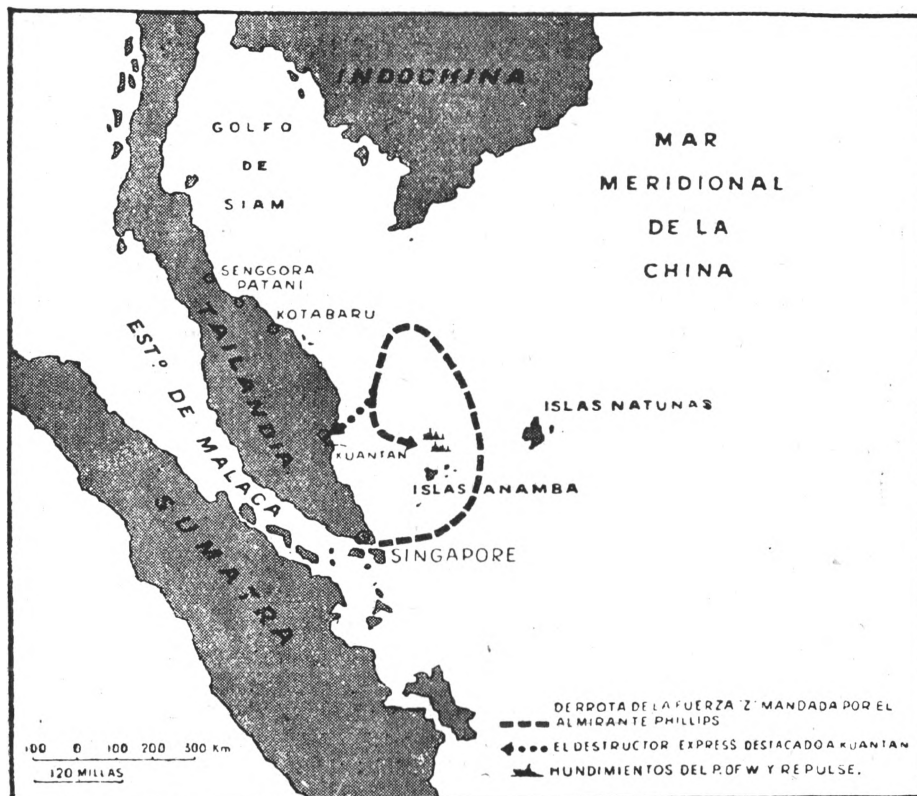 INDOCHINA
GOLFO
DE
SIAM
MAR
MERIDIONAL
DE LA
CHINA
SENGGORA
PATANI
KOTABARU
TAILANDIA
ESTº DE MALACA
ISLAS NATUNAS
KUANTAN
ISLAS ANAMBA
SINGAPORE
SUMATRA
DERROTA DE LA FUERZA "Z" MANDADA POR EL
ALMIRANTE PHILLIPS
EL DESTRUCTOR EXPRESS DESTACADO A KUANTAN
HUNDIMIENTOS DEL P. OF W Y REPULSE.
100 0 100 200 300 Km
120 MILLAS